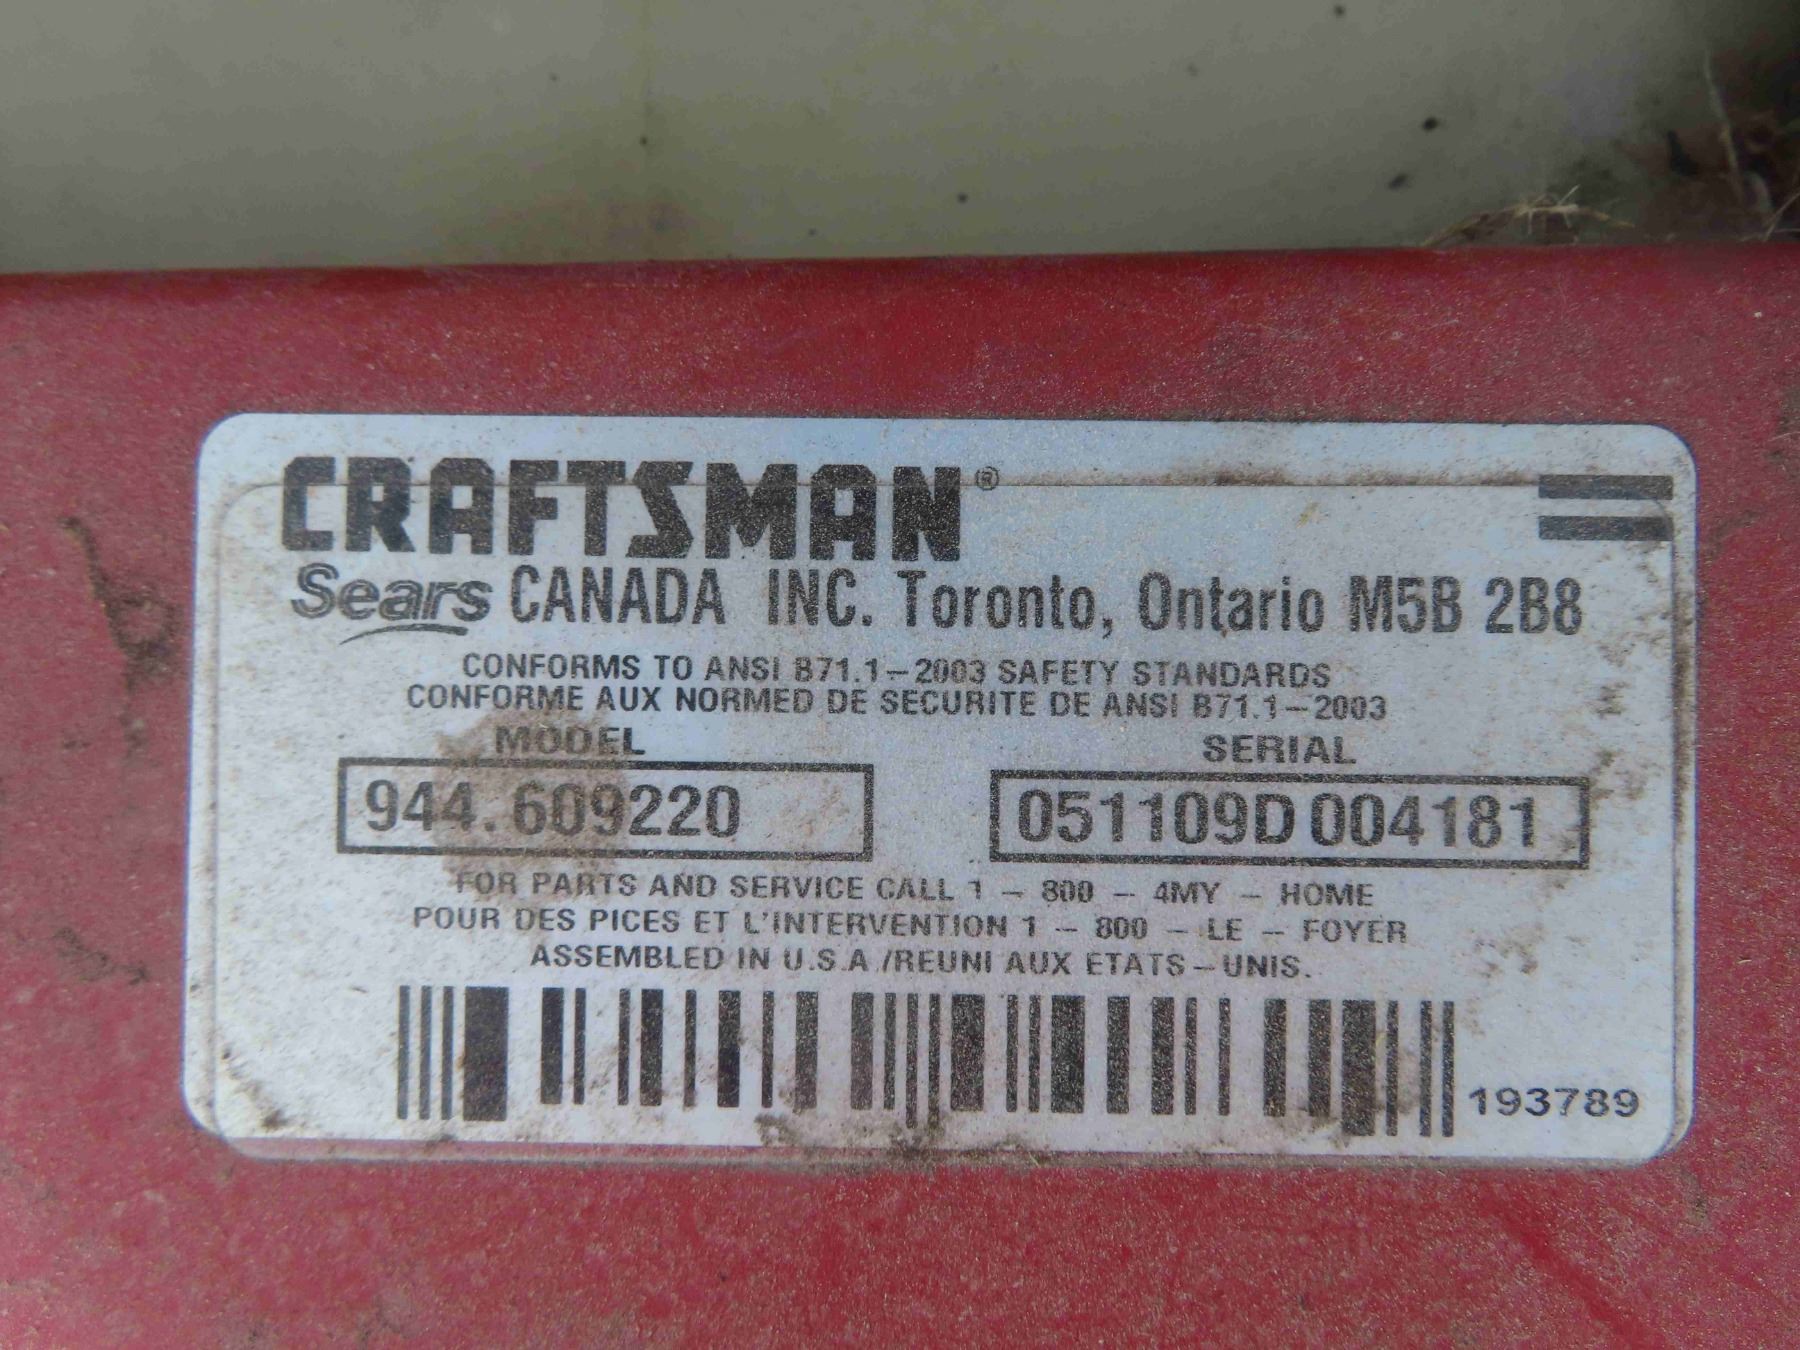 CRAFTSMAN®
Sears CANADA INC. Toronto, Ontario M5B 2B8
CONFORMS TO ANSI B71.1-2003 SAFETY STANDARDS
CONFORME AUX NORMED DE SECURITE DE ANSI B71.1-2003
MODEL SERIAL
944.609220 051109D 004181
FOR PARTS AND SERVICE CALL 1 - 800 - 4MY - HOME
POUR DES PICES ET L'INTERVENTION 1 - 800 - LE - FOYER
ASSEMBLED IN U.S.A./REUNI AUX ETATS-UNIS.
193789